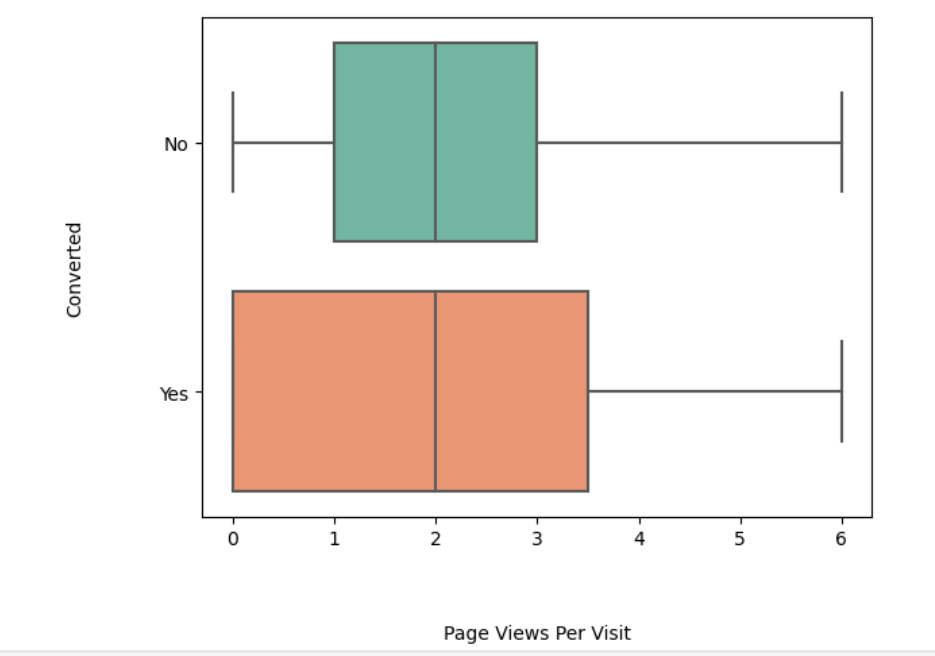 No
Converted
Yes
0 1 2 3 4 5 6
Page Views Per Visit